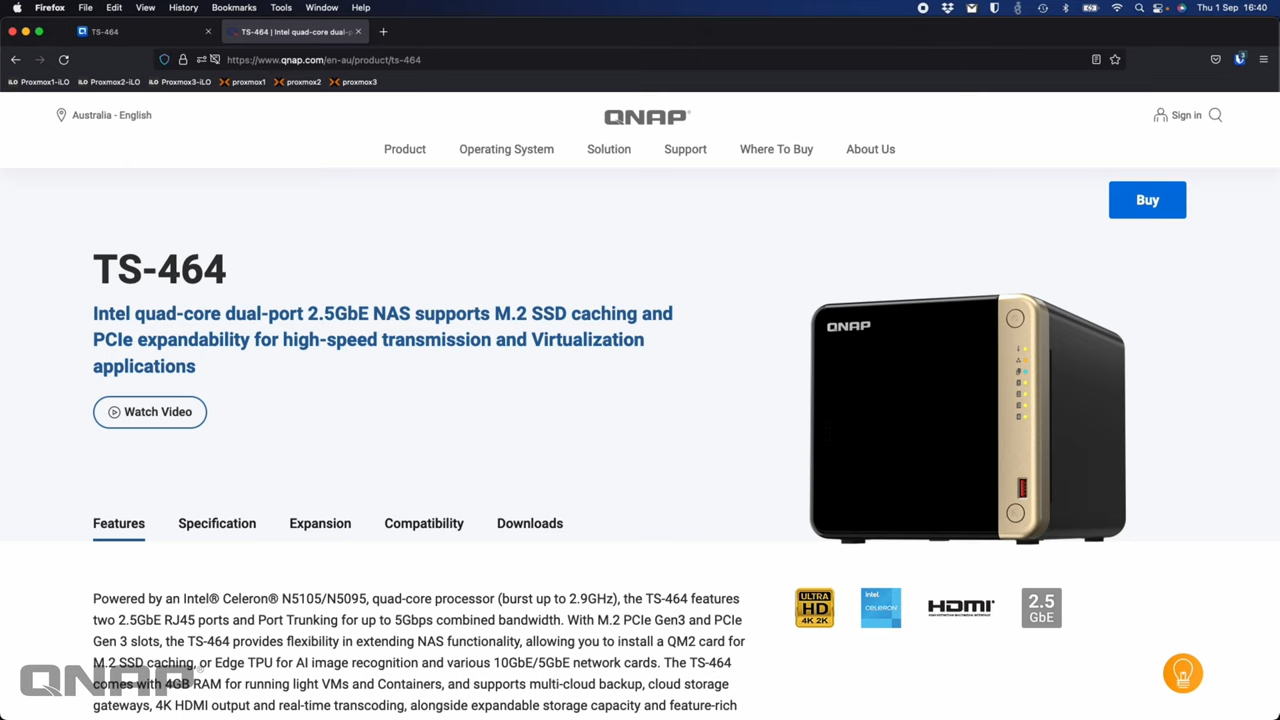 Firefox File Edit View History Bookmarks Tools Window Help
Thu 1 Sep 16:40
TS-464
TS-464 | Intel quad-core dual-p
https://www.qnap.com/en-au/product/ts-464
iLO Proxmox1-iLO iLO Proxmox2-iLO iLO Proxmox3-iLO proxmox1 proxmox2 proxmox3
Australia - English
QNAP
Sign in
Product Operating System Solution Support Where To Buy About Us
Buy
TS-464
Intel quad-core dual-port 2.5GbE NAS supports M.2 SSD caching and
PCIe expandability for high-speed transmission and Virtualization
applications
Watch Video
QNAP
Features Specification Expansion Compatibility Downloads
Powered by an Intel® Celeron® N5105/N5095, quad-core processor (burst up to 2.9GHz), the TS-464 features
two 2.5GbE RJ45 ports and Port Trunking for up to 5Gbps combined bandwidth. With M.2 PCIe Gen3 and PCIe
Gen 3 slots, the TS-464 provides flexibility in extending NAS functionality, allowing you to install a QM2 card for
M.2 SSD caching, or Edge TPU for AI image recognition and various 10GbE/5GbE network cards. The TS-464
comes with 4GB RAM for running light VMs and Containers, and supports multi-cloud backup, cloud storage
gateways, 4K HDMI output and real-time transcoding, alongside expandable storage capacity and feature-rich
ULTRA
HD
4K 2K
intel
CELERON
HDMI
2.5
GbE
QNAP